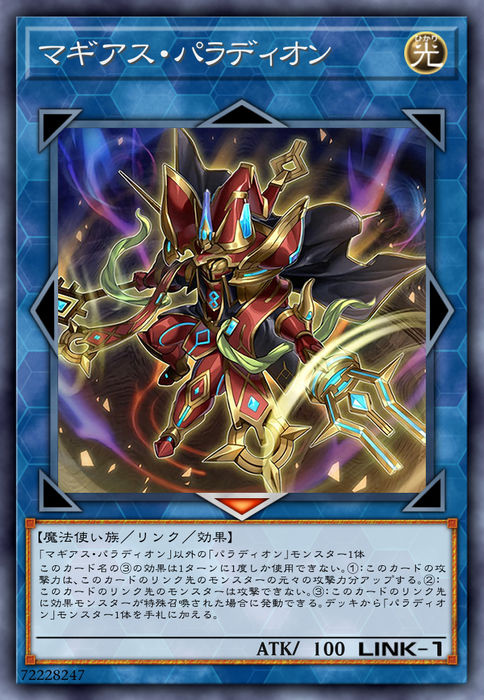 マギアス・パラディオン
ひかり
光
【魔法使い族／リンク／効果】
「マギアス・パラディオン」以外の「パラディオン」モンスター1体
このカード名の③の効果は1ターンに1度しか使用できない。①：このカードの攻
撃力は、このカードのリンク先のモンスターの元々の攻撃力分アップする。②：
このカードのリンク先のモンスターは攻撃できない。③：このカードのリンク先
に効果モンスターが特殊召喚された場合に発動できる。デッキから「パラディオ
ン」モンスター1体を手札に加える。
ATK/ 100 LINK-1
72228247